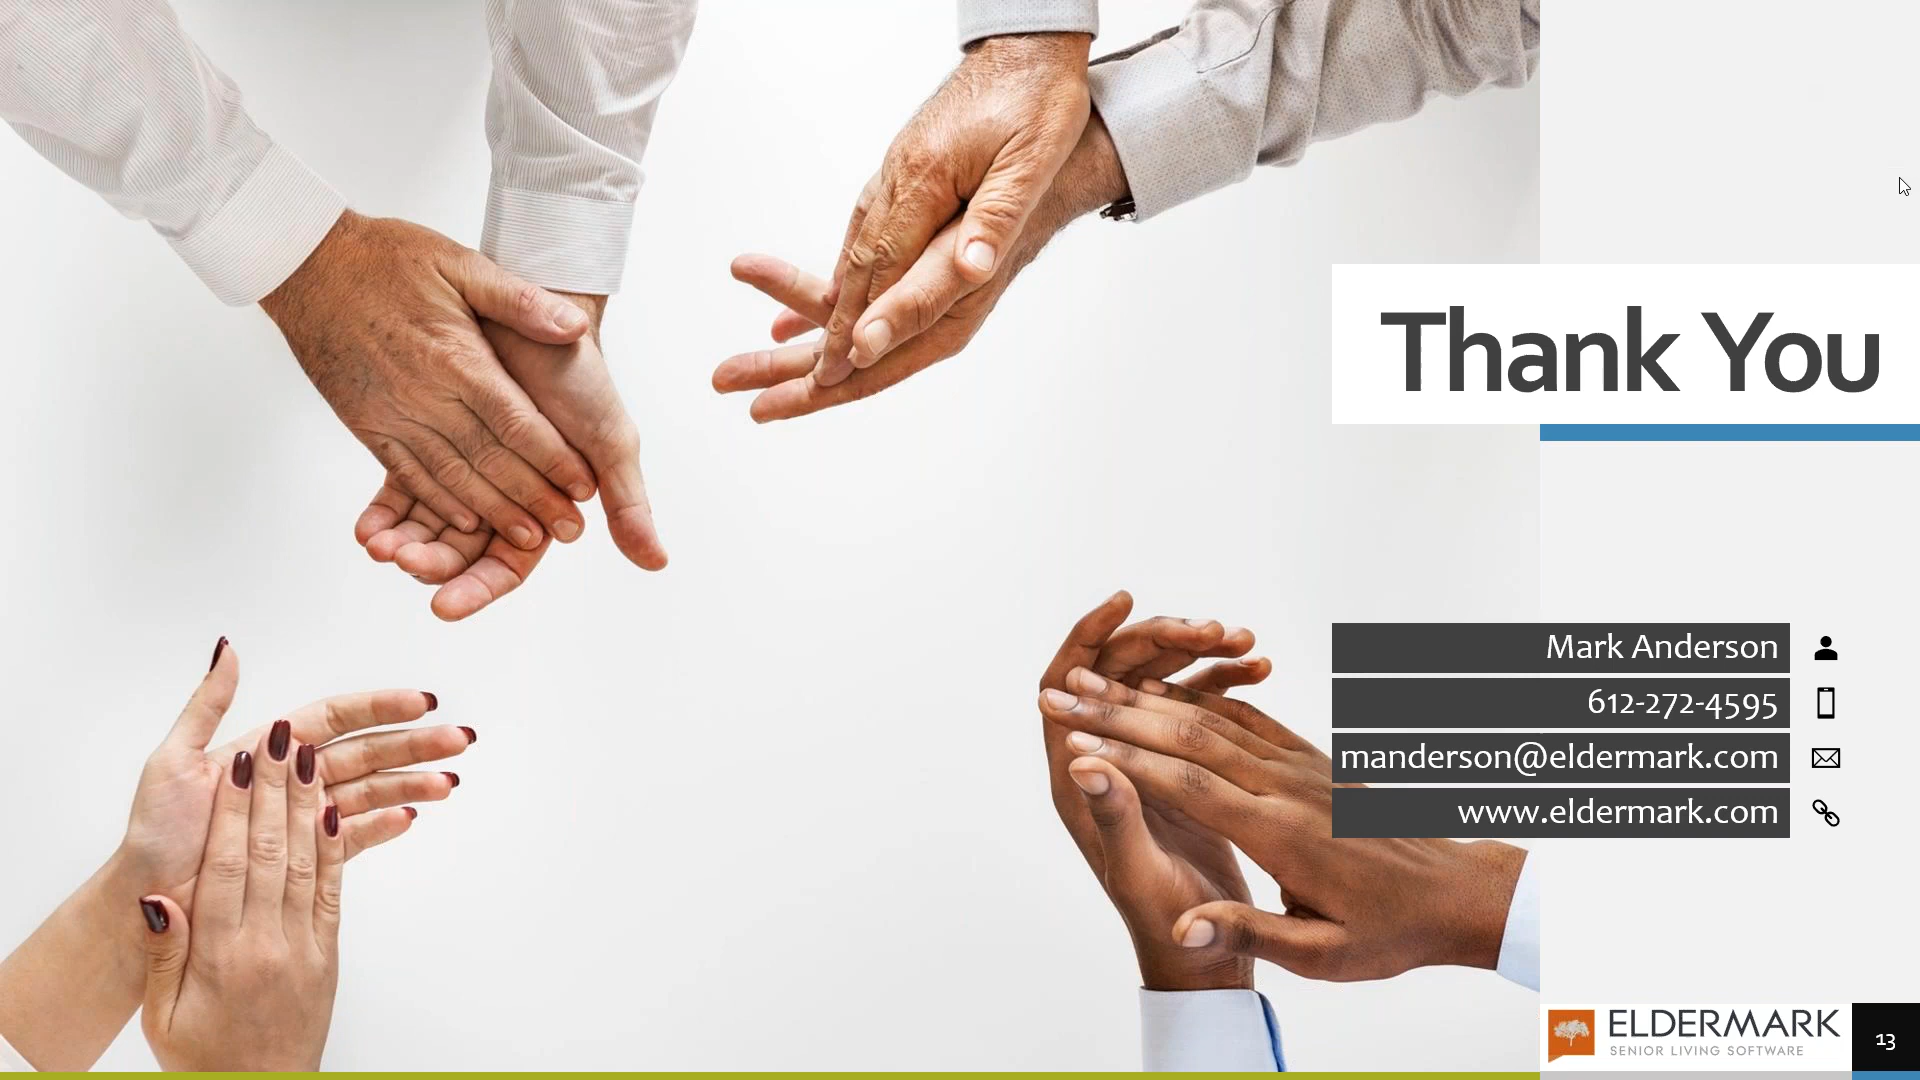 Thank You
Mark Anderson
612-272-4595
manderson@eldermark.com
www.eldermark.com
ELDERMARK
SENIOR LIVING SOFTWARE
13